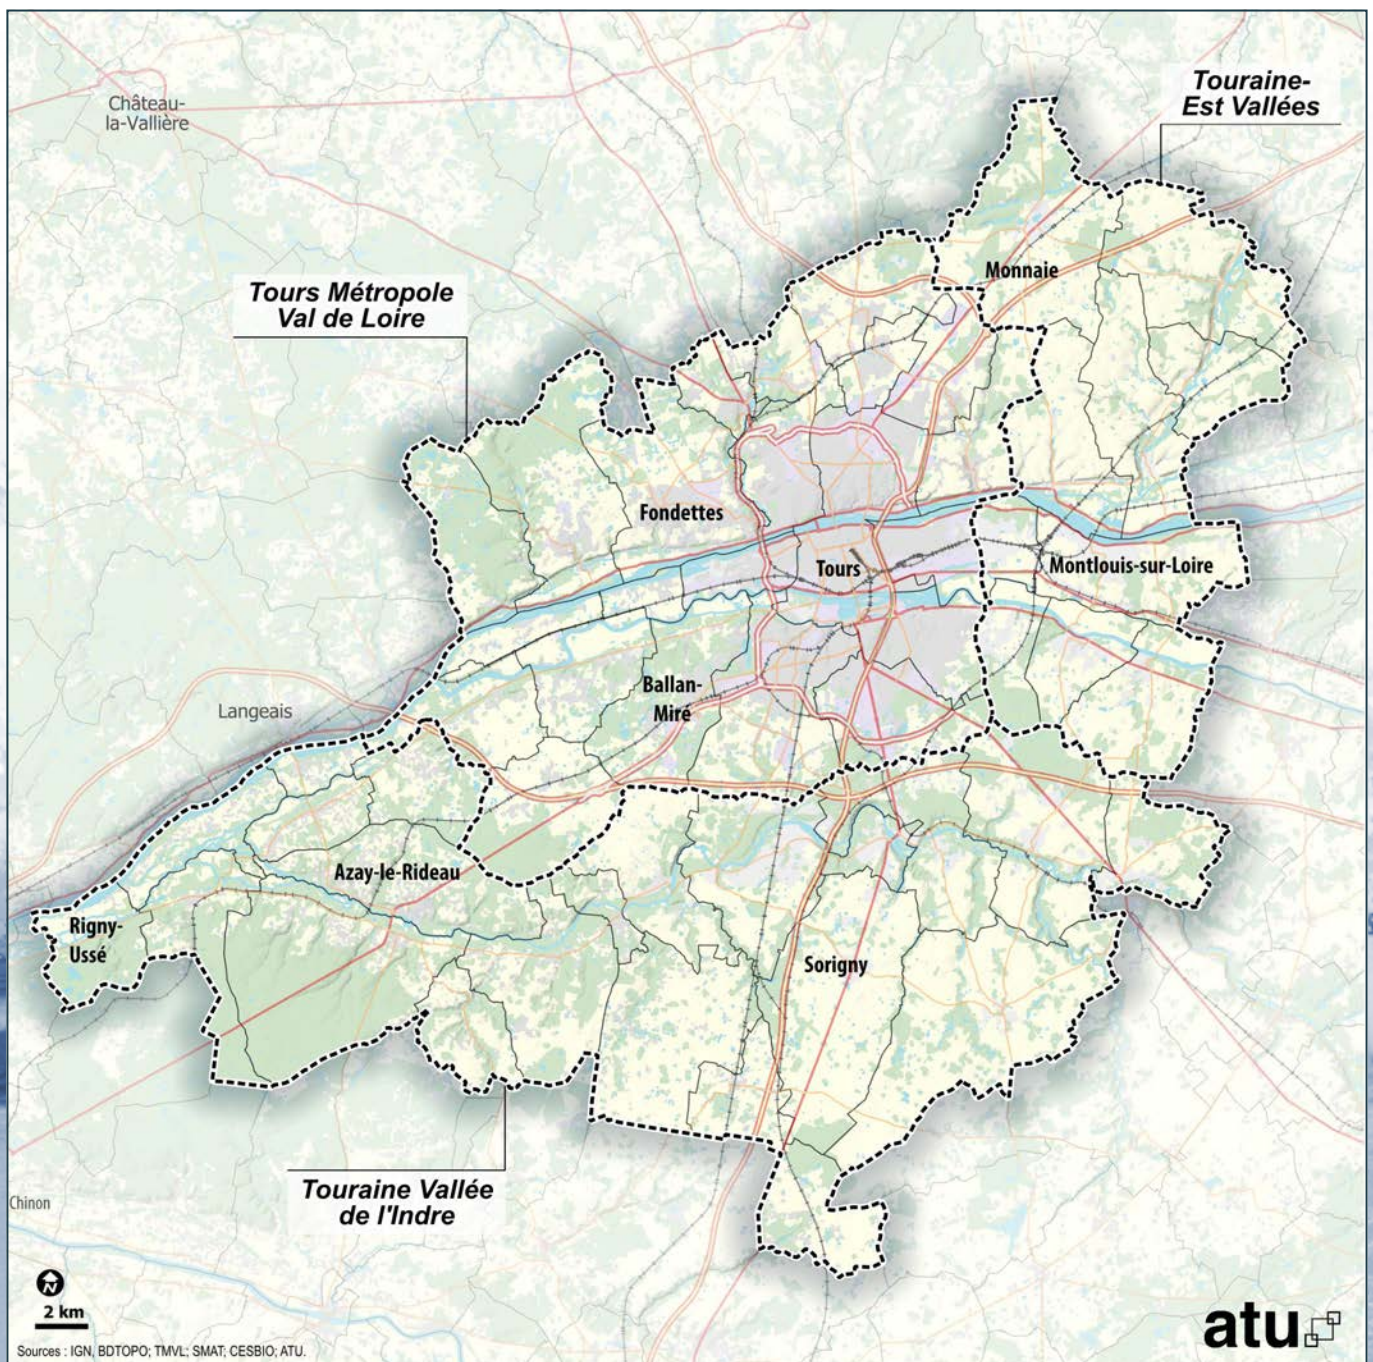 Touraine-
Est Vallées
Château-
la-Vallière
Monnaie
Tours Métropole
Val de Loire
Fondettes
Tours
Montlouis-sur-Loire
Ballan-
Miré
Langeais
Azay-le-Rideau
Rigny-
Ussé
Sorigny
Touraine Vallée
de l'Indre
Chinon
N
2 km
atu
Sources : IGN, BDTOPO; TMVL; SMAT; CESBIO; ATU.